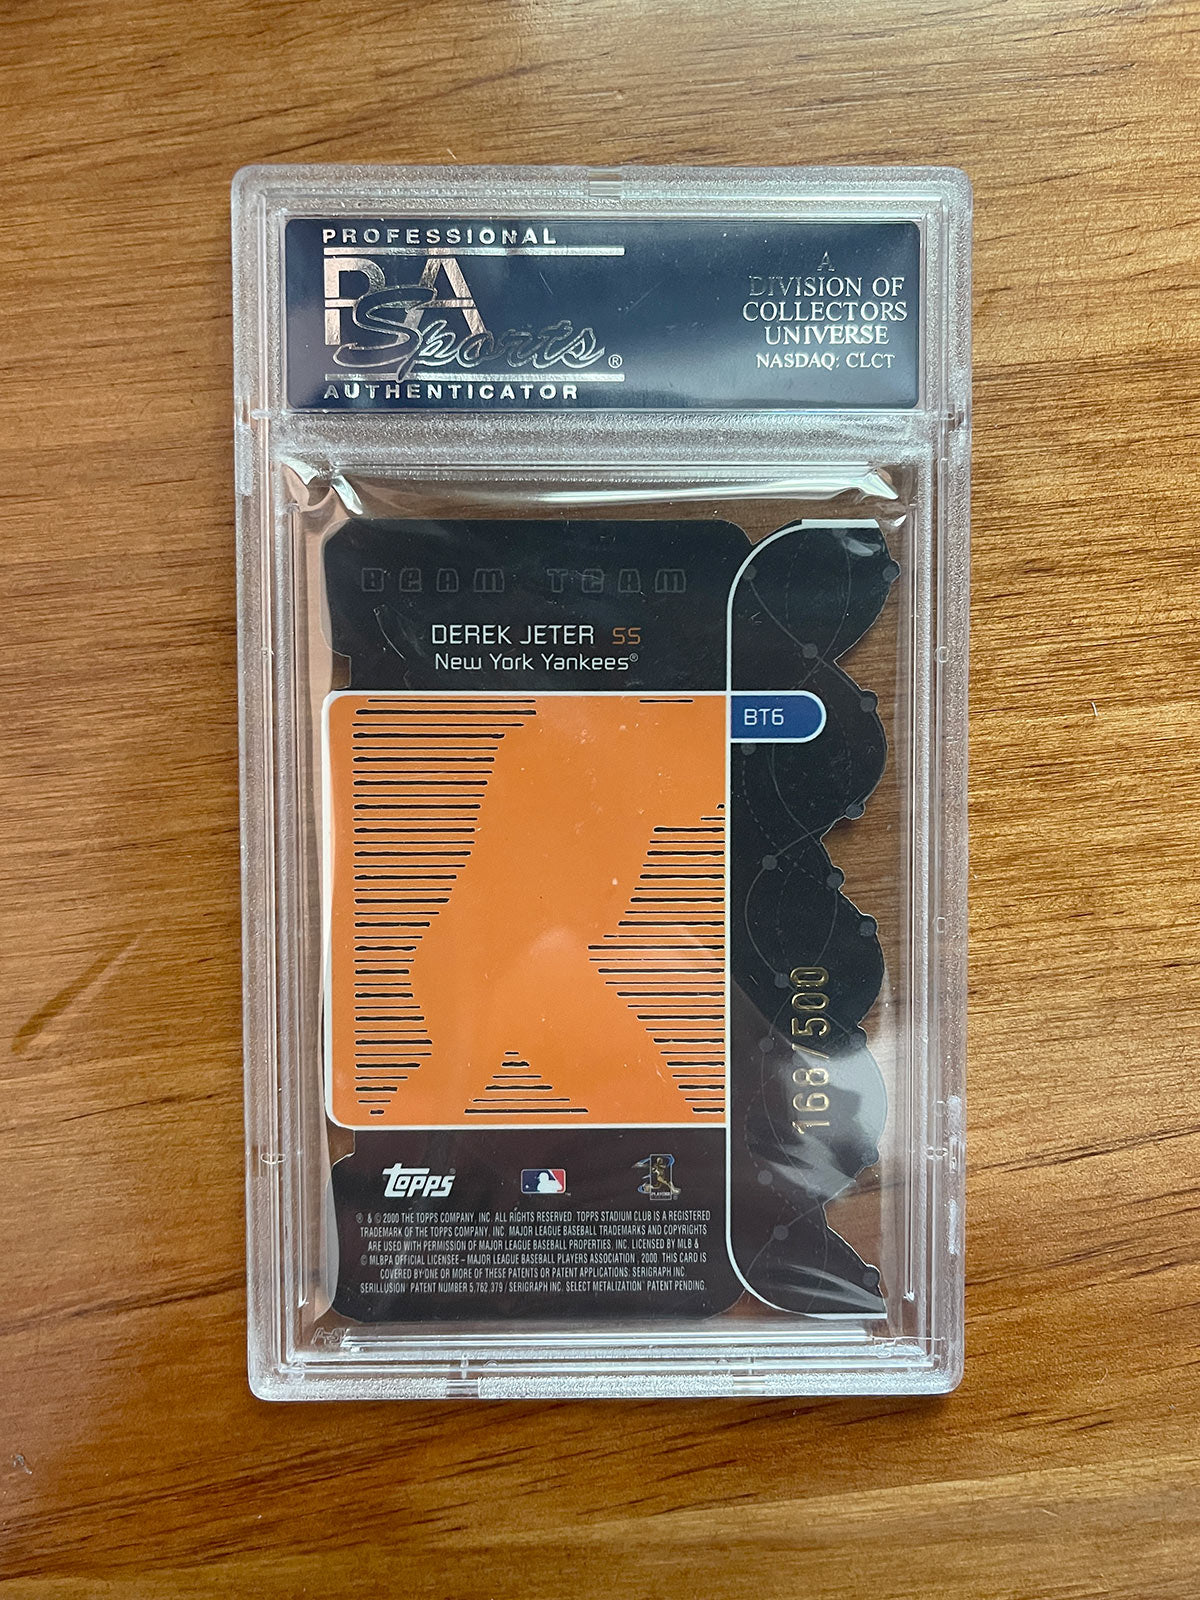 PROFESSIONAL
PSA
Sports®
AUTHENTICATOR
A
DIVISION OF
COLLECTORS
UNIVERSE
NASDAQ: CLCT
BEAM TEAM
DEREK JETER SS
New York Yankees®
BT6
168/500
topps®
® & © 2000 THE TOPPS COMPANY, INC. ALL RIGHTS RESERVED. TOPPS STADIUM CLUB IS A REGISTERED
TRADEMARK OF THE TOPPS COMPANY, INC. MAJOR LEAGUE BASEBALL TRADEMARKS AND COPYRIGHTS
ARE USED WITH PERMISSION OF MAJOR LEAGUE BASEBALL PROPERTIES, INC. LICENSED BY MLB &
© MLBPA OFFICIAL LICENSEE – MAJOR LEAGUE BASEBALL PLAYERS ASSOCIATION, 2000. THIS CARD IS
COVERED BY ONE OR MORE OF THESE PATENTS OR PATENT APPLICATIONS: SERIGRAPH INC.
SERILLUSION PATENT NUMBER 5,762,379 / SERIGRAPH INC. SELECT METALIZATION PATENT PENDING.